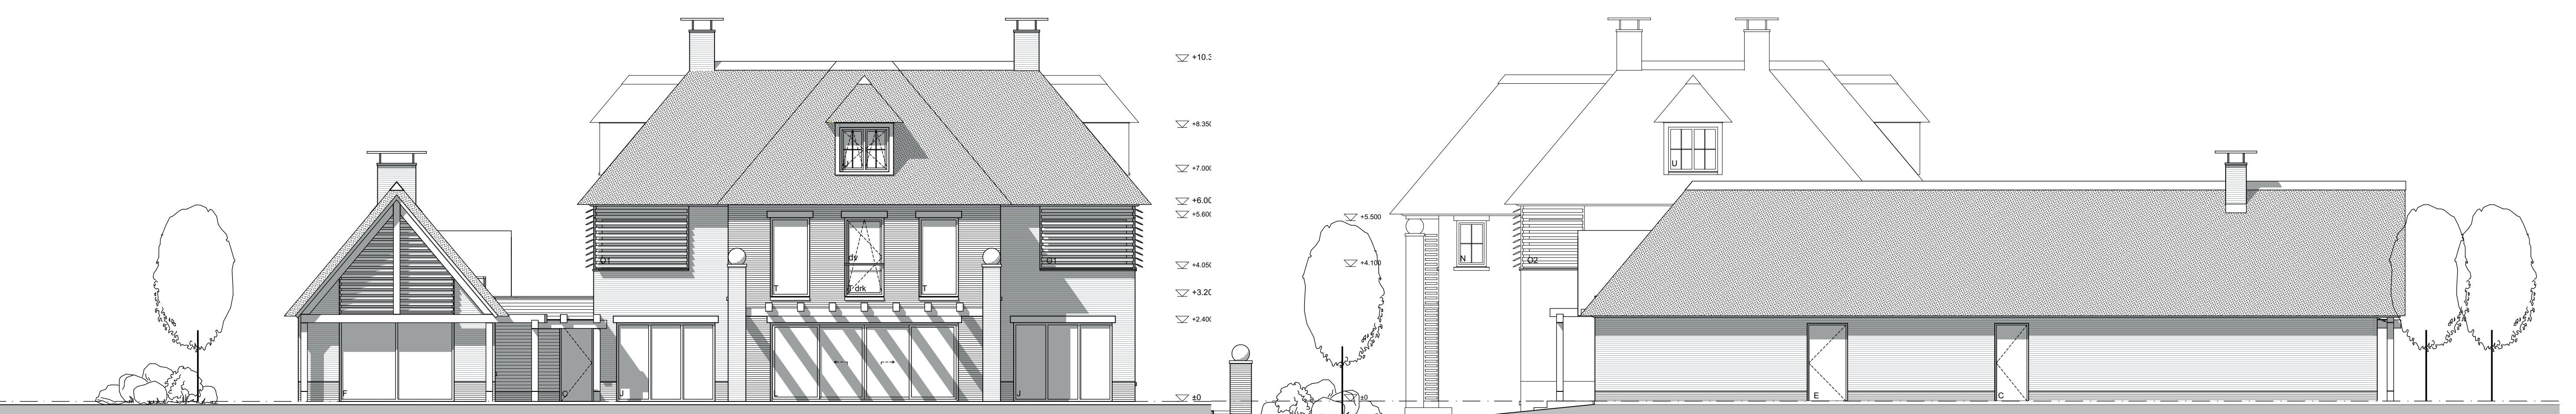 +10.3
+8.350
+7.000
+6.00
+5.600
+4.050
+3.20
+2.400
±0
O1
O1
dv
T
T drk
T
F
O
J
J
U
+5.500
+4.100
±0
N
O2
E
C